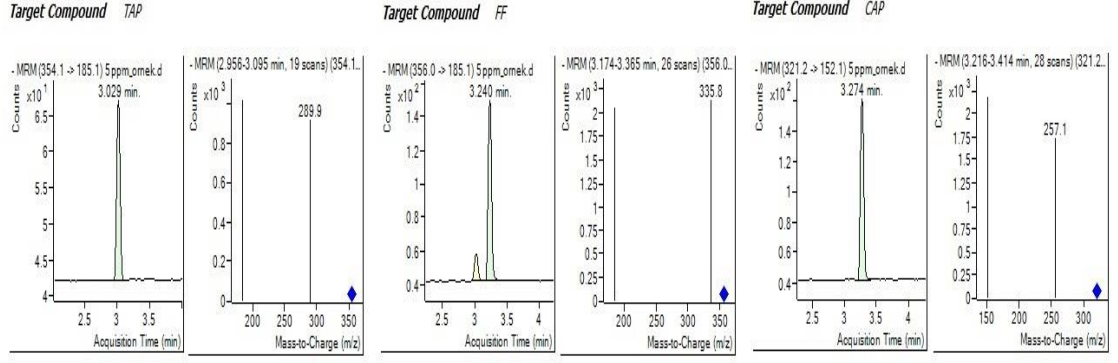 Target Compound TAP
- MRM (354.1 -> 185.1) 5ppm_ornek.d
Counts
x10 1
3.029 min.
6.5
6
5.5
5
4.5
4
2.5 3 3.5
Acquisition Time (min)
- MRM (2.956-3.095 min, 19 scans) (354.1...
Counts
x10 3
289.9
0.8
0.6
0.4
0.2
0
200 250 300 350
Mass-to-Charge (m/z)
Target Compound FF
- MRM (356.0 -> 185.1) 5ppm_ornek.d
Counts
x10 2
3.240 min.
1.4
1.2
1
0.8
0.6
0.4
2.5 3 3.5 4
Acquisition Time (min)
- MRM (3.174-3.365 min, 26 scans) (356.0...
Counts
x10 3
335.8
2
1.75
1.5
1.25
1
0.75
0.5
0.25
0
200 250 300 350
Mass-to-Charge (m/z)
Target Compound CAP
- MRM (321.2 -> 152.1) 5ppm_ornek.d
Counts
x10 2
3.274 min.
1.4
1.2
1
0.8
0.6
0.4
2.5 3 3.5 4
Acquisition Time (min)
- MRM (3.216-3.414 min, 28 scans) (321.2...
Counts
x10 3
257.1
2
1.75
1.5
1.25
1
0.75
0.5
0.25
0
150 200 250 300
Mass-to-Charge (m/z)